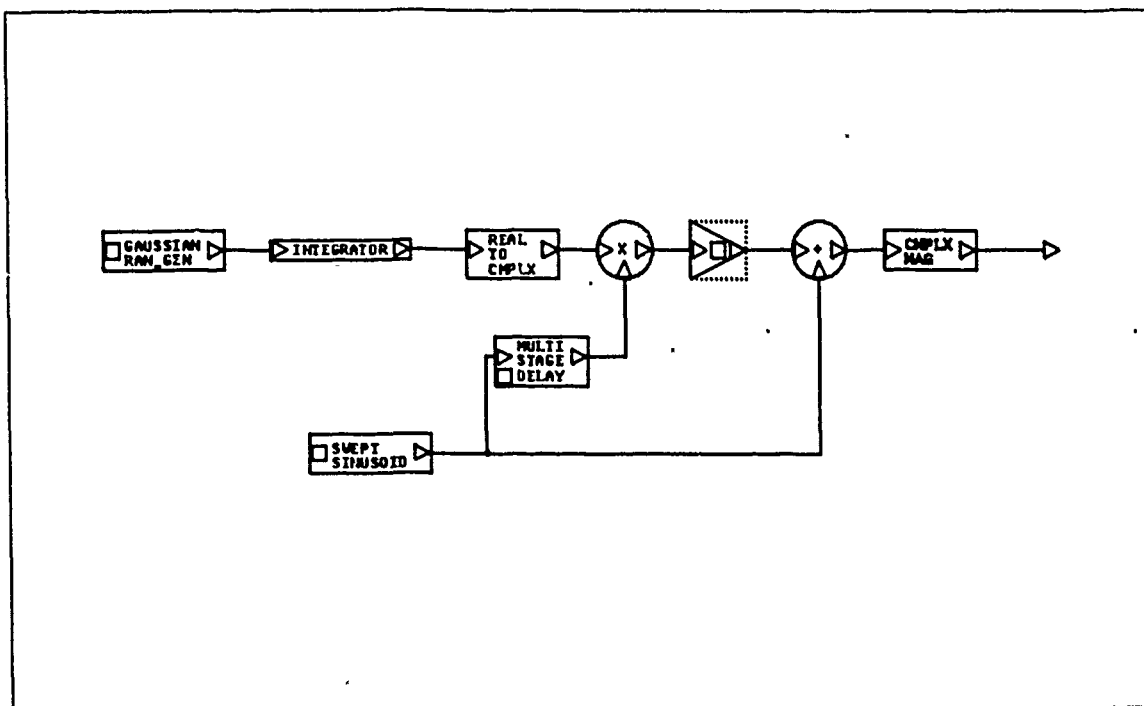 GAUSSIAN
RAN_GEN
INTEGRATOR
REAL
TO
CMPLX
X
+
CMPLX
MAG
MULTI
STAGE
DELAY
SWEPT
SINUSOID